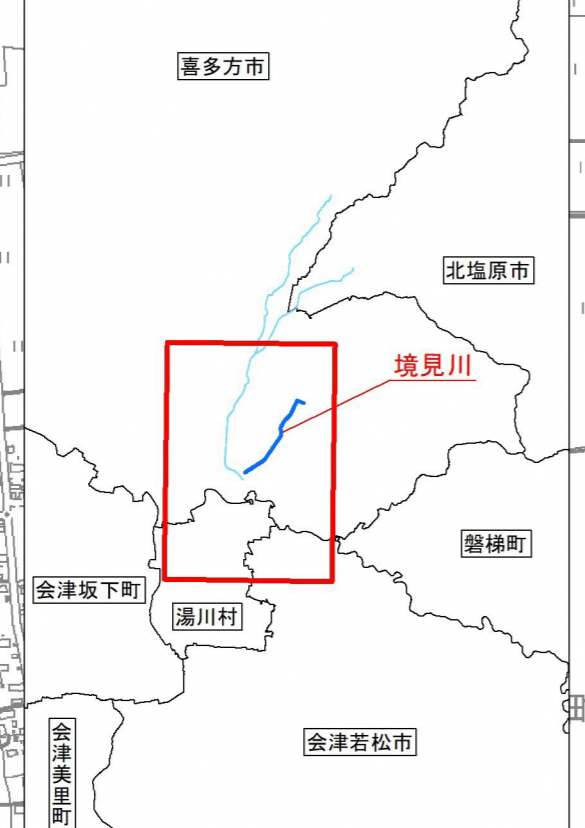 喜多方市
北塩原市
境見川
磐梯町
会津坂下町
湯川村
会津若松市
会津美里町
田